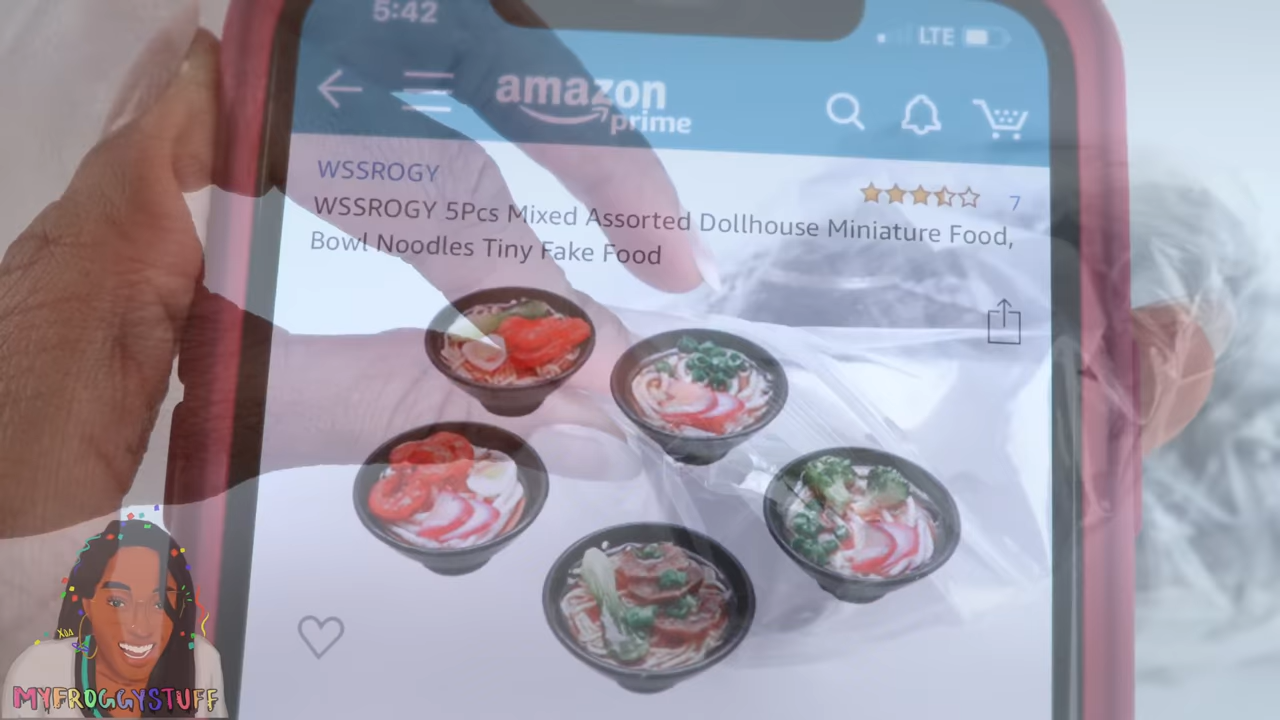 5:42
LTE
amazon
prime
WSSROGY
7
WSSROGY 5Pcs Mixed Assorted Dollhouse Miniature Food,
Bowl Noodles Tiny Fake Food
MYFROGGYSTUFF